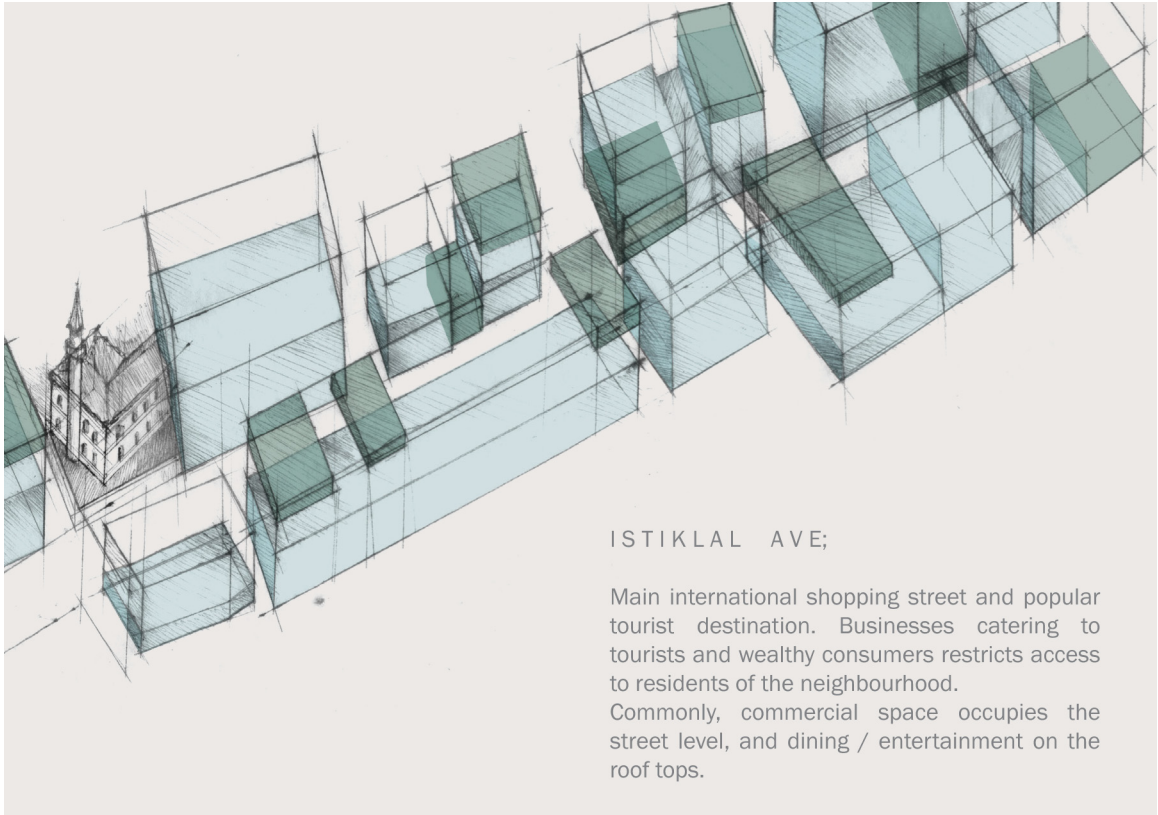 ISTIKLAL AVE;
Main international shopping street and popular
tourist destination. Businesses catering to
tourists and wealthy consumers restricts access
to residents of the neighbourhood.
Commonly, commercial space occupies the
street level, and dining / entertainment on the
roof tops.